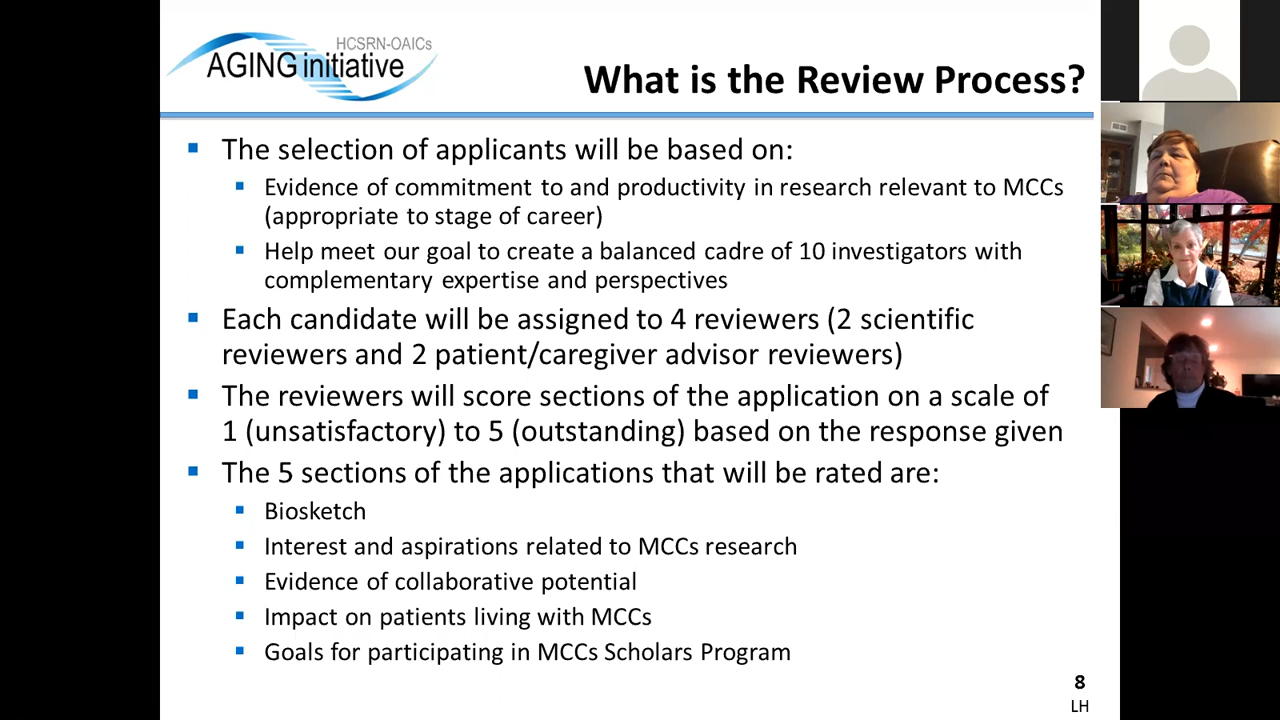 HCSRN-OAICs
AGING initiative
What is the Review Process?
The selection of applicants will be based on:
Evidence of commitment to and productivity in research relevant to MCCs
(appropriate to stage of career)
Help meet our goal to create a balanced cadre of 10 investigators with
complementary expertise and perspectives
Each candidate will be assigned to 4 reviewers (2 scientific
reviewers and 2 patient/caregiver advisor reviewers)
The reviewers will score sections of the application on a scale of
1 (unsatisfactory) to 5 (outstanding) based on the response given
The 5 sections of the applications that will be rated are:
Biosketch
Interest and aspirations related to MCCs research
Evidence of collaborative potential
Impact on patients living with MCCs
Goals for participating in MCCs Scholars Program
8
LH